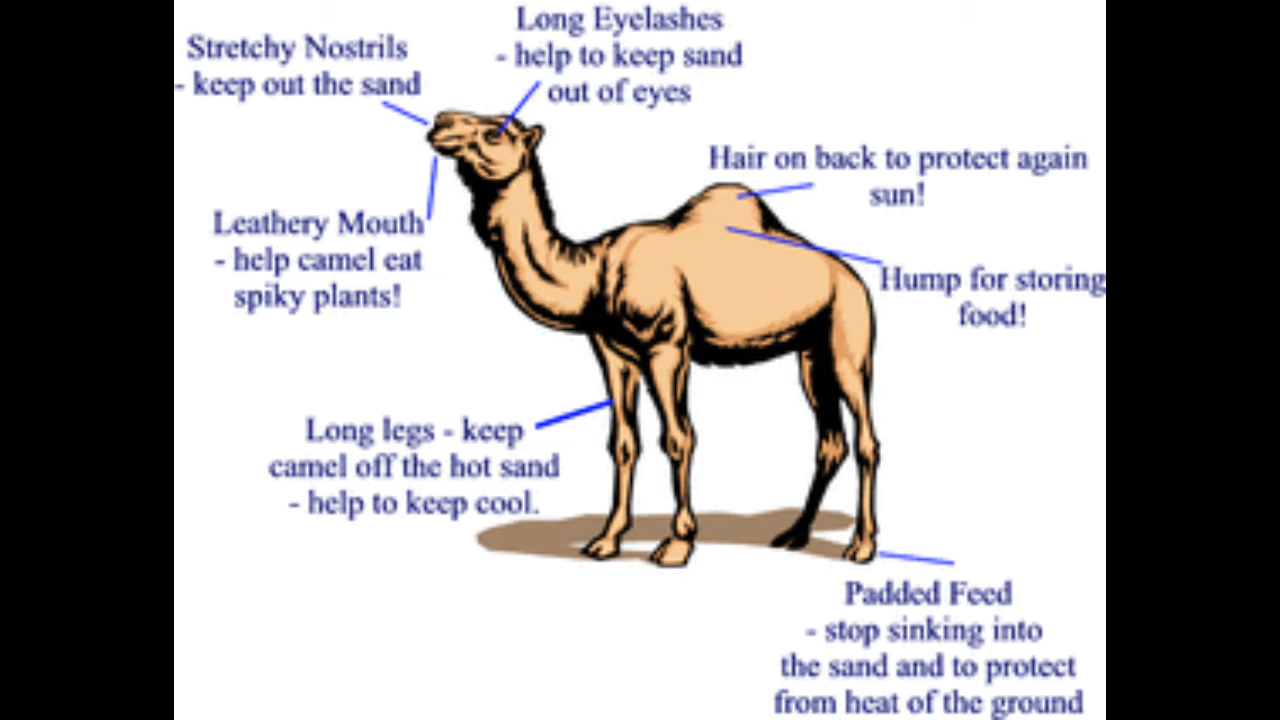 Long Eyelashes
- help to keep sand
out of eyes
Stretchy Nostrils
- keep out the sand
Hair on back to protect again
sun!
Leathery Mouth
- help camel eat
spiky plants!
Hump for storing
food!
Long legs - keep
camel off the hot sand
- help to keep cool.
Padded Feed
- stop sinking into
the sand and to protect
from heat of the ground